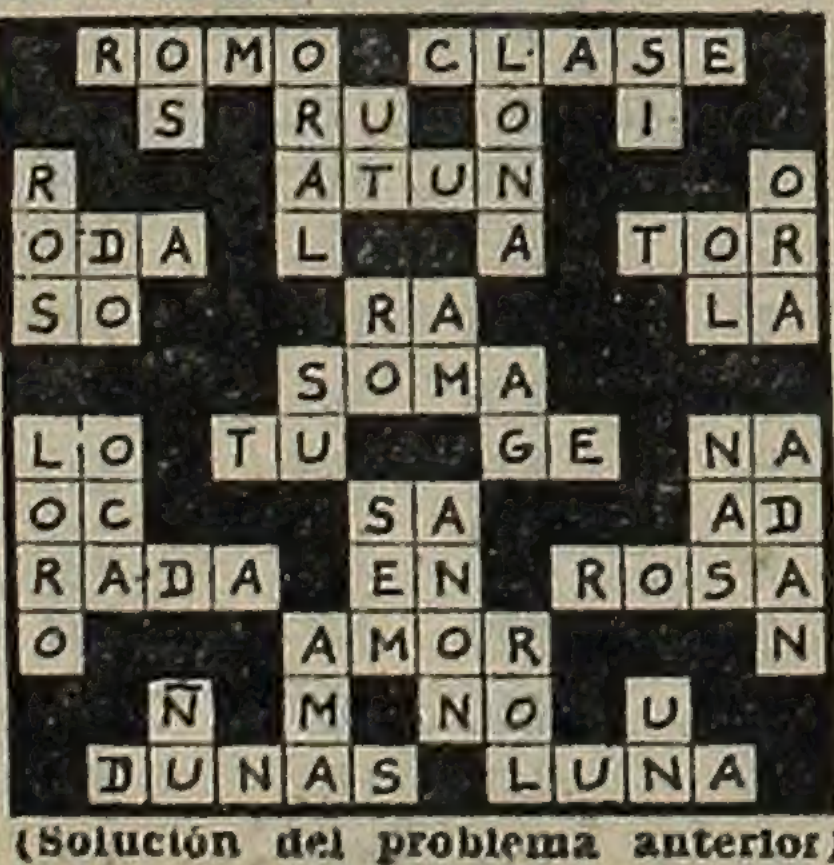 ROMO CLASE
S RU O I
R ATUN O
ODA L A TOR
SO RA LA
SOMA
LO TU GE NA
OC SA AD
RADA EN ROSA
O AMOR N
Ñ M NO U
DUNAS LUNA
(Solución del problema anterior)